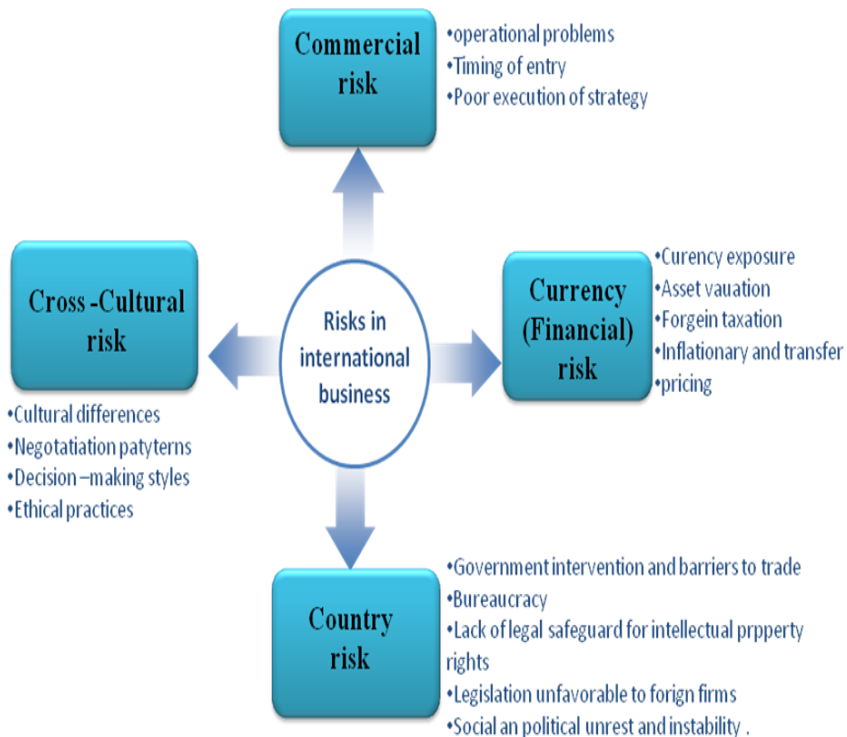 Commercial
risk
•operational problems
•Timing of entry
•Poor execution of strategy
Cross -Cultural
risk
•Cultural differences
•Negotatiation patyterns
•Decision –making styles
•Ethical practices
Risks in
international
business
Currency
(Financial)
risk
•Curency exposure
•Asset vauation
•Forgein taxation
•Inflationary and transfer
•pricing
Country
risk
•Government intervention and barriers to trade
•Bureaucracy
•Lack of legal safeguard for intellectual prpperty
rights
•Legislation unfavorable to forign firms
•Social an political unrest and instability .